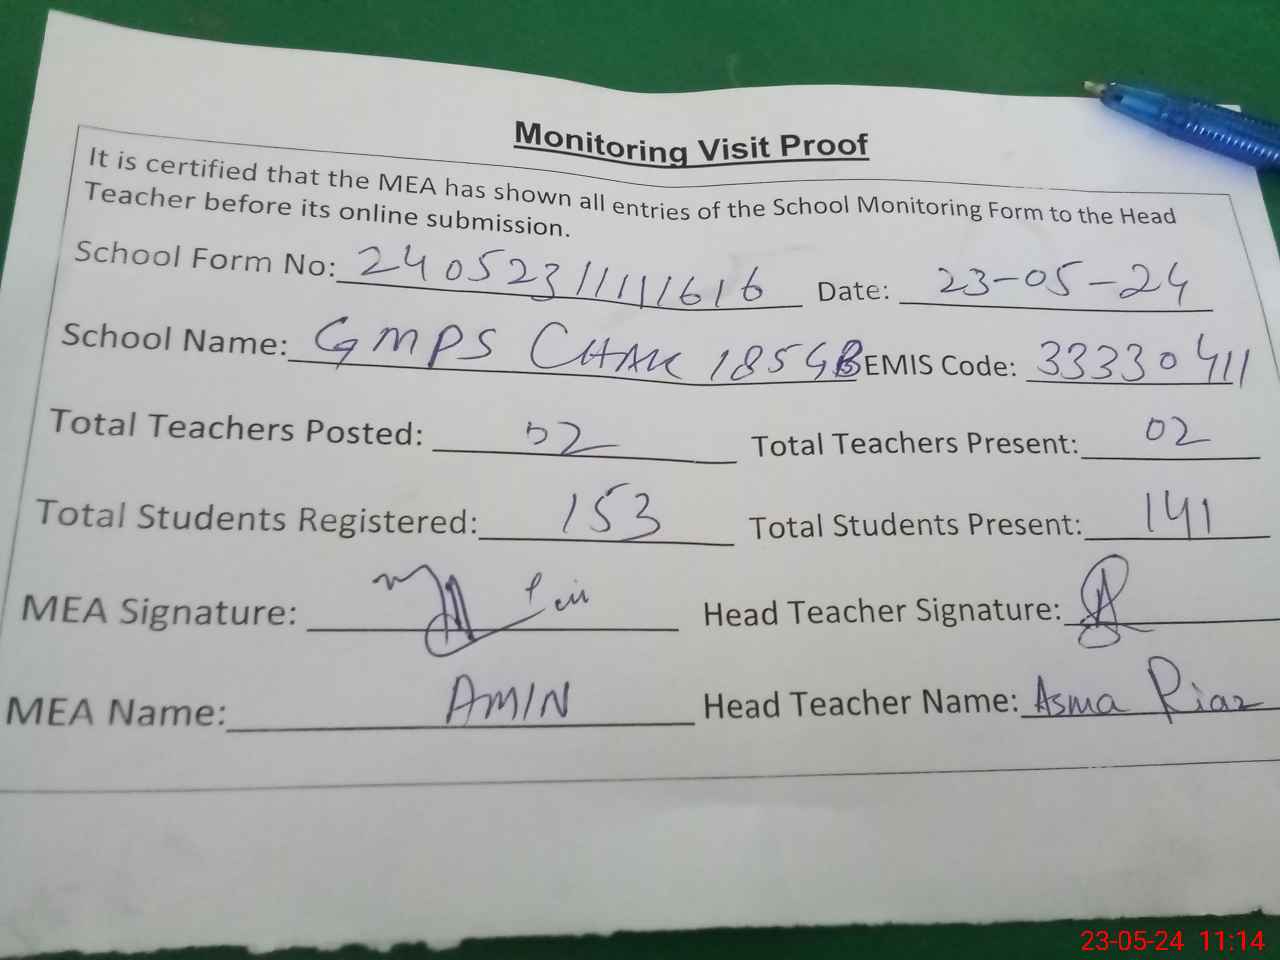 Monitoring Visit Proof
It is certified that the MEA has shown all entries of the School Monitoring Form to the Head
Teacher before its online submission.
School Form No: 24052311111616 Date: 23-05-24
School Name: GMPS CHAK 185 GB EMIS Code: 33330411
Total Teachers Posted: 02 Total Teachers Present: 02
Total Students Registered: 153 Total Students Present: 141
MEA Signature: Head Teacher Signature:
MEA Name: AMIN Head Teacher Name: Asma Riaz
23-05-24 11:14